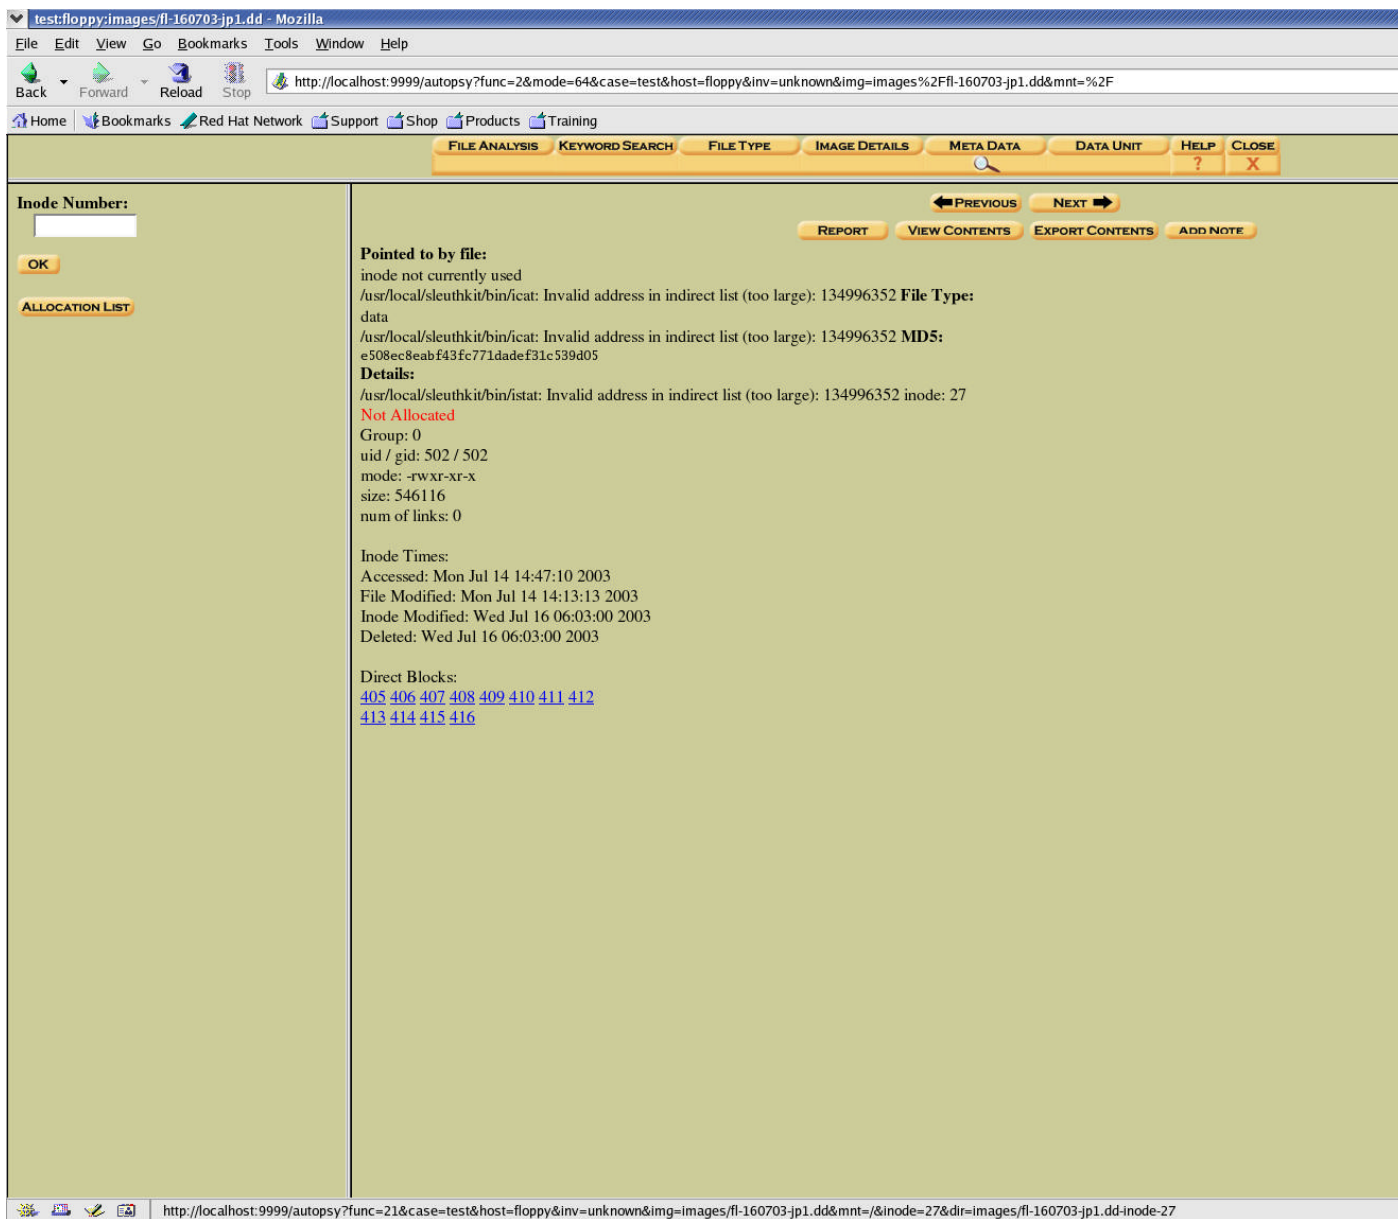 test:floppy:images/fl-160703-jp1.dd - Mozilla
File Edit View Go Bookmarks Tools Window Help
Back Forward Reload Stop http://localhost:9999/autopsy?func=2&mode=64&case=test&host=floppy&inv=unknown&img=images%2Ffl-160703-jp1.dd&mnt=%2F
Home Bookmarks Red Hat Network Support Shop Products Training
FILE ANALYSIS KEYWORD SEARCH FILE TYPE IMAGE DETAILS META DATA DATA UNIT HELP CLOSE
? X
Inode Number:
OK
ALLOCATION LIST
PREVIOUS NEXT
REPORT VIEW CONTENTS EXPORT CONTENTS ADD NOTE
Pointed to by file:
inode not currently used
/usr/local/sleuthkit/bin/icat: Invalid address in indirect list (too large): 134996352 File Type:
data
/usr/local/sleuthkit/bin/icat: Invalid address in indirect list (too large): 134996352 MD5:
e508ec8eabf43fc771dadef31c539d05
Details:
/usr/local/sleuthkit/bin/istat: Invalid address in indirect list (too large): 134996352 inode: 27
Not Allocated
Group: 0
uid / gid: 502 / 502
mode: -rwxr-xr-x
size: 546116
num of links: 0
Inode Times:
Accessed: Mon Jul 14 14:47:10 2003
File Modified: Mon Jul 14 14:13:13 2003
Inode Modified: Wed Jul 16 06:03:00 2003
Deleted: Wed Jul 16 06:03:00 2003
Direct Blocks:
405 406 407 408 409 410 411 412
413 414 415 416
http://localhost:9999/autopsy?func=21&case=test&host=floppy&inv=unknown&img=images/fl-160703-jp1.dd&mnt=/&inode=27&dir=images/fl-160703-jp1.dd-inode-27